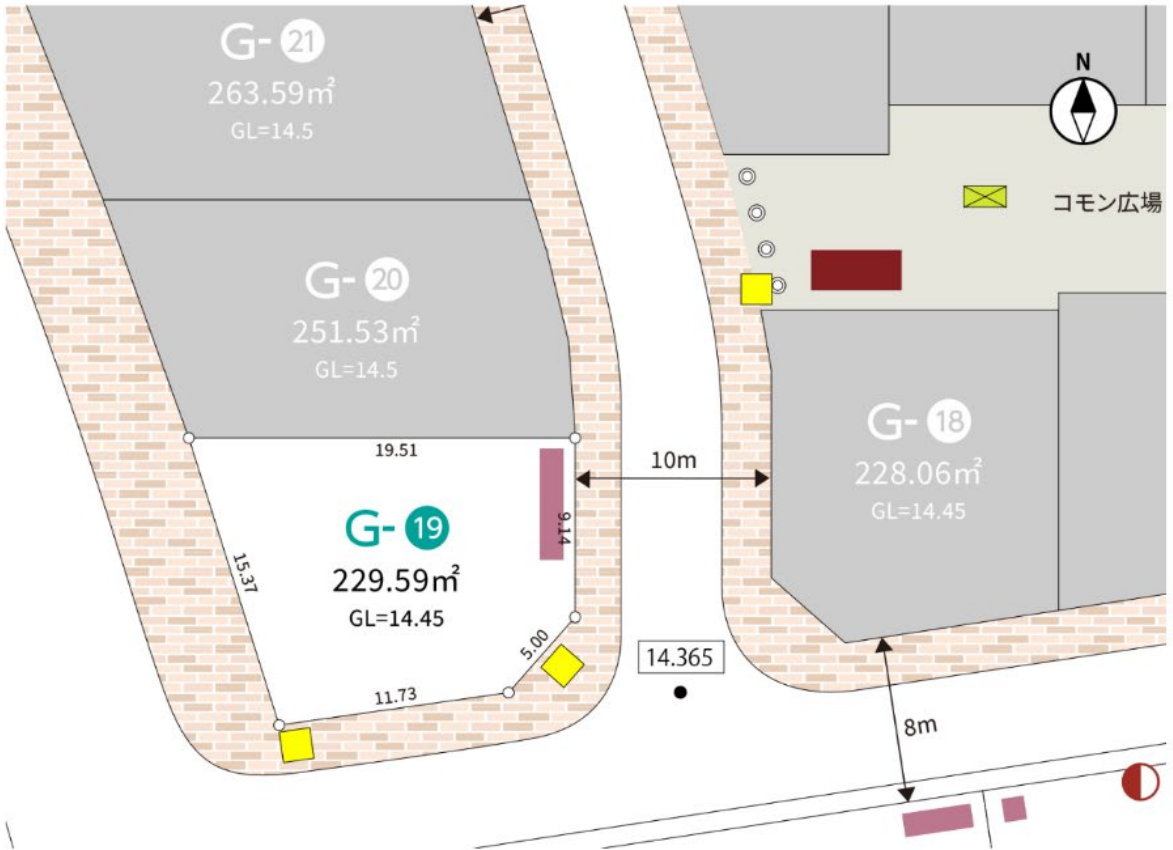 G- 21
263.59㎡
GL=14.5
N
コモン広場
G- 20
251.53㎡
GL=14.5
G- 18
228.06㎡
GL=14.45
19.51
10m
9.14
G- 19
229.59㎡
GL=14.45
15.37
5.00
11.73
14.365
8m